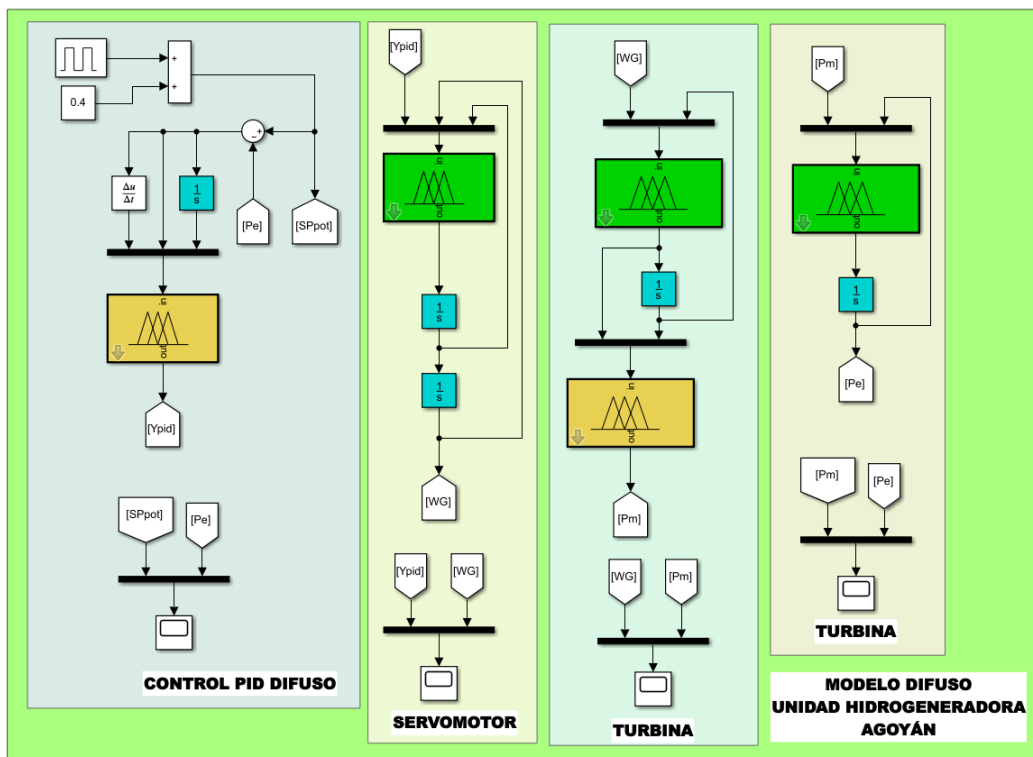 0.4
+
+
_
+
Δu
Δt
1
s
[Pe]
[SPpot]
.in
out
[Ypid]
[SPpot]
[Pe]
CONTROL PID DIFUSO
[Ypid]
.in
out
1
s
1
s
[WG]
[Ypid]
[WG]
SERVOMOTOR
[WG]
.in
out
1
s
.in
out
[Pm]
[WG]
[Pm]
TURBINA
[Pm]
.in
out
1
s
[Pe]
[Pm]
[Pe]
TURBINA
MODELO DIFUSO
UNIDAD HIDROGENERADORA
AGOYÁN